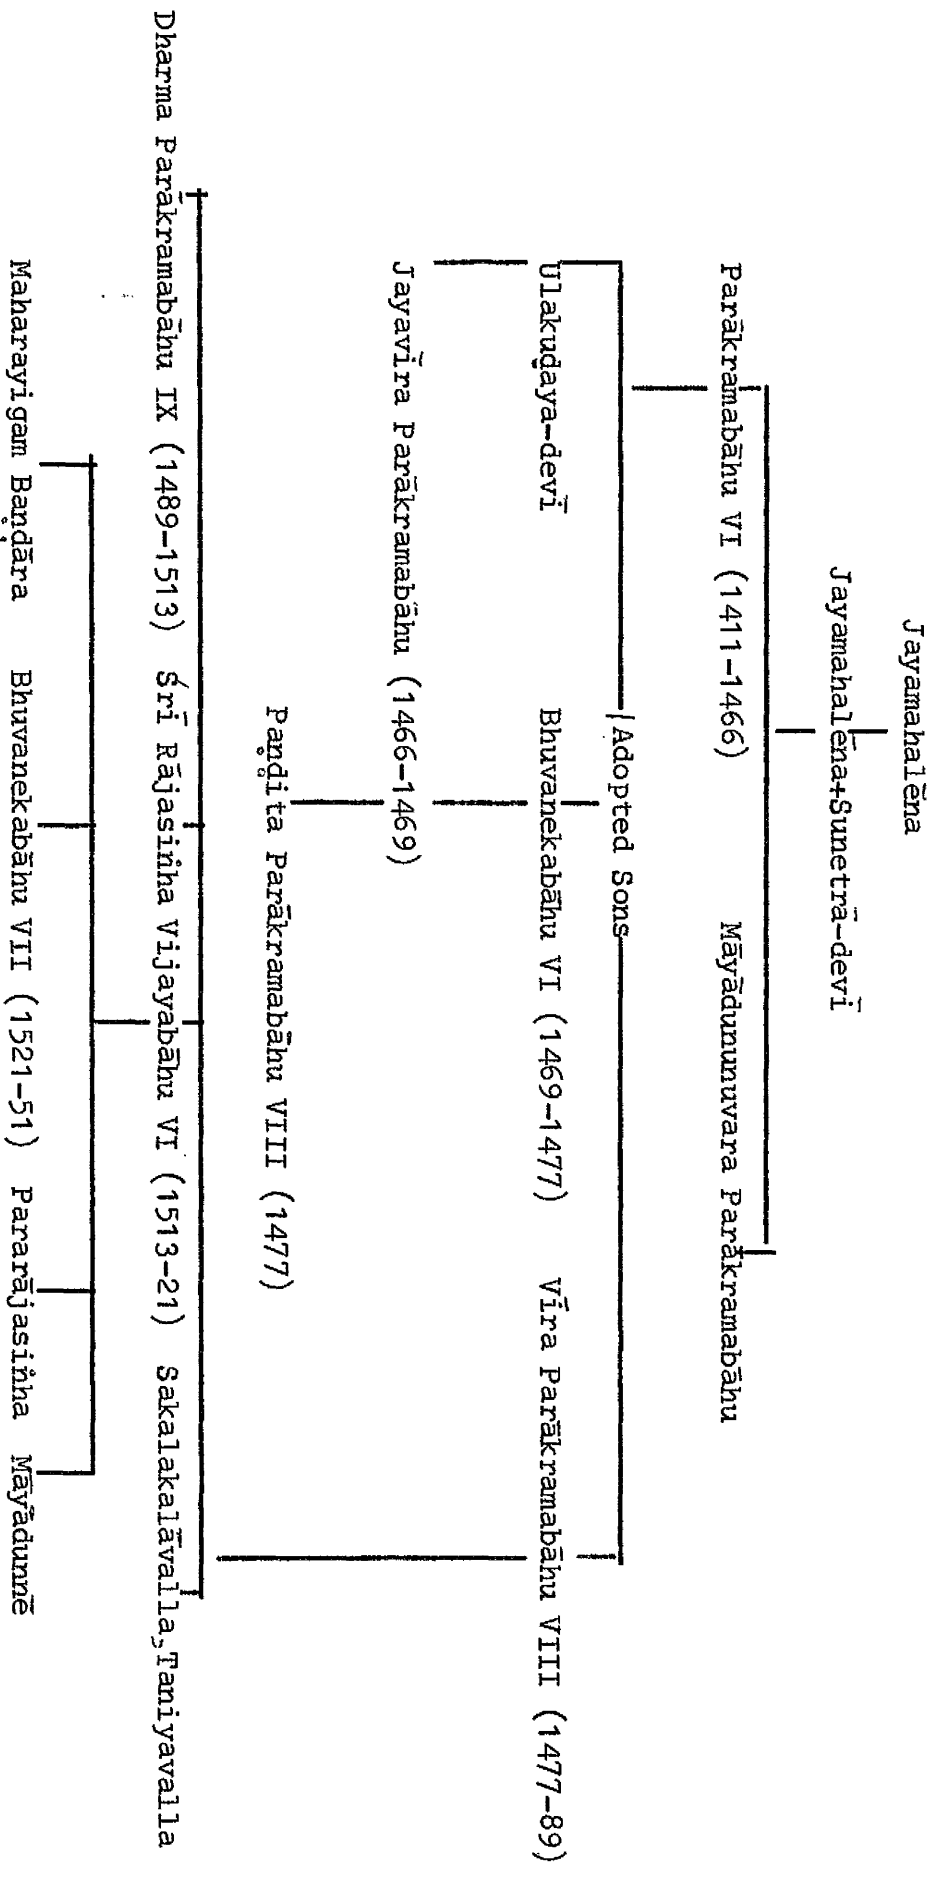 Jayamahalēna
Jayamahalēna+Sunetrā-devī
Parākramabāhu VI (1411-1466) Māyādununuvara Parākramabāhu
Adopted Sons
Ulakuḍaya-devī Bhuvanekabāhu VI (1469-1477) Vīra Parākramabāhu VIII (1477-89)
Jayavīra Parākramabāhu (1466-1469)
Paṇḍita Parākramabāhu VIII (1477)
Dharma Parākramabāhu IX (1489-1513) Śrī Rājasiṅha Vijayabāhu VI (1513-21) Sakalakalāvalla, Taniyavalla
Maharayigam Baṇḍāra Bhuvanekabāhu VII (1521-51) Pararājasiṅha Māyādunnē